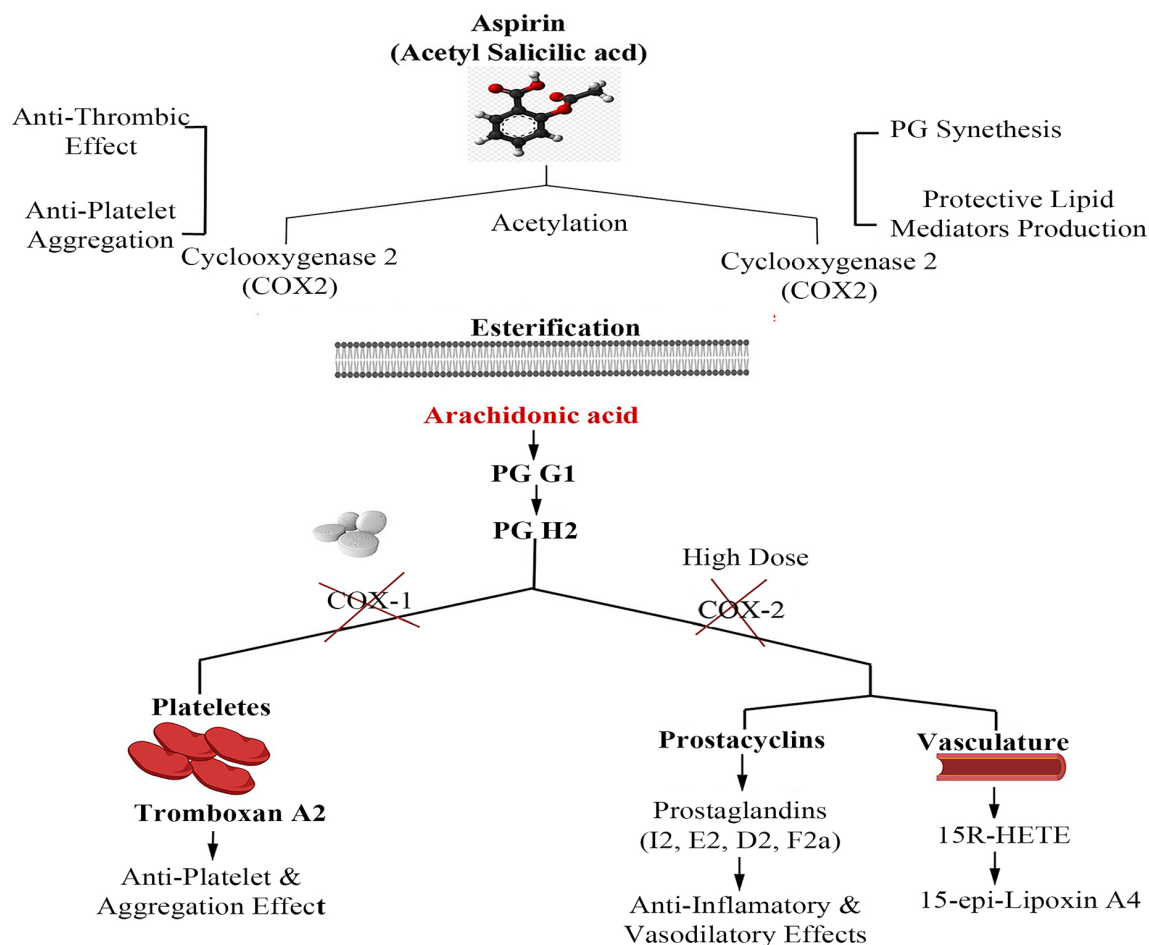 Aspirin
(Acetyl Salicilic acd)
Anti-Thrombic
Effect
Anti-Platelet
Aggregation
PG Synethesis
Protective Lipid
Mediators Production
Acetylation
Cyclooxygenase 2
(COX2)
Cyclooxygenase 2
(COX2)
Esterification
Arachidonic acid
PG G1
PG H2
High Dose
COX-1
COX-2
Plateletes
Prostacyclins
Vasculature
Tromboxan A2
Prostaglandins
(I2, E2, D2, F2a)
15R-HETE
Anti-Platelet &
Aggregation Effect
Anti-Inflamatory &
Vasodilatory Effects
15-epi-Lipoxin A4